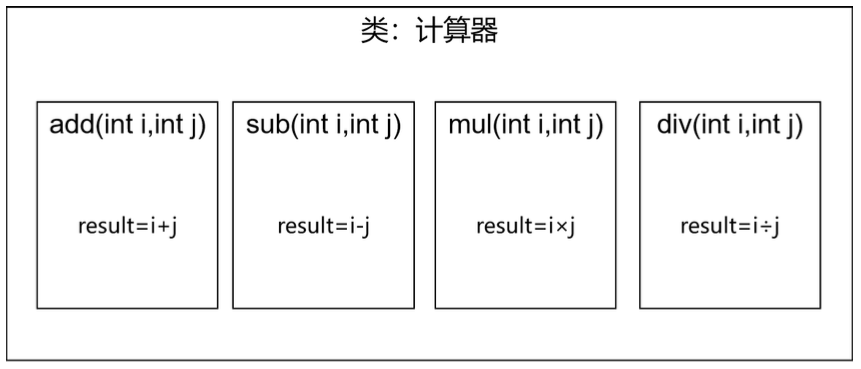 类：计算器
add(int i,int j)
sub(int i,int j)
mul(int i,int j)
div(int i,int j)
result=i+j
result=i-j
result=i×j
result=i÷j